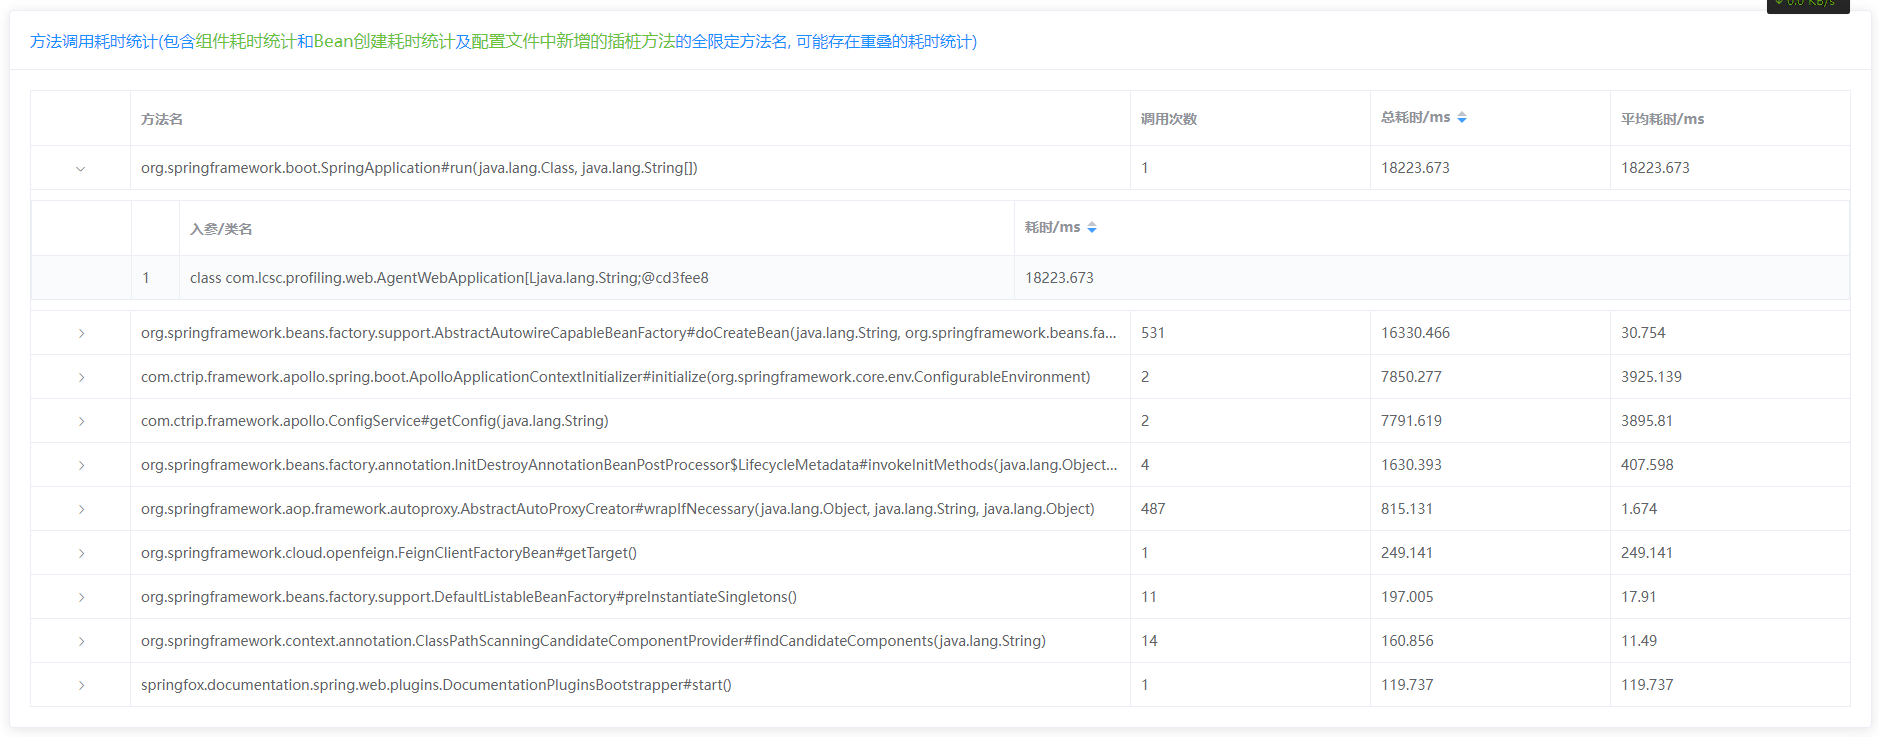 ↓ 0.0 KB/s
方法调用耗时统计(包含组件耗时统计和Bean创建耗时统计及配置文件中新增的插桩方法的全限定方法名, 可能存在重叠的耗时统计)
方法名 调用次数 总耗时/ms 平均耗时/ms
org.springframework.boot.SpringApplication#run(java.lang.Class, java.lang.String[]) 1 18223.673 18223.673
入参/类名 耗时/ms
1 class com.lcsc.profiling.web.AgentWebApplication[Ljava.lang.String;@cd3fee8 18223.673
org.springframework.beans.factory.support.AbstractAutowireCapableBeanFactory#doCreateBean(java.lang.String, org.springframework.beans.fa... 531 16330.466 30.754
com.ctrip.framework.apollo.spring.boot.ApolloApplicationContextInitializer#initialize(org.springframework.core.env.ConfigurableEnvironment) 2 7850.277 3925.139
com.ctrip.framework.apollo.ConfigService#getConfig(java.lang.String) 2 7791.619 3895.81
org.springframework.beans.factory.annotation.InitDestroyAnnotationBeanPostProcessor$LifecycleMetadata#invokeInitMethods(java.lang.Object... 4 1630.393 407.598
org.springframework.aop.framework.autoproxy.AbstractAutoProxyCreator#wrapIfNecessary(java.lang.Object, java.lang.String, java.lang.Object) 487 815.131 1.674
org.springframework.cloud.openfeign.FeignClientFactoryBean#getTarget() 1 249.141 249.141
org.springframework.beans.factory.support.DefaultListableBeanFactory#preInstantiateSingletons() 11 197.005 17.91
org.springframework.context.annotation.ClassPathScanningCandidateComponentProvider#findCandidateComponents(java.lang.String) 14 160.856 11.49
springfox.documentation.spring.web.plugins.DocumentationPluginsBootstrapper#start() 1 119.737 119.737